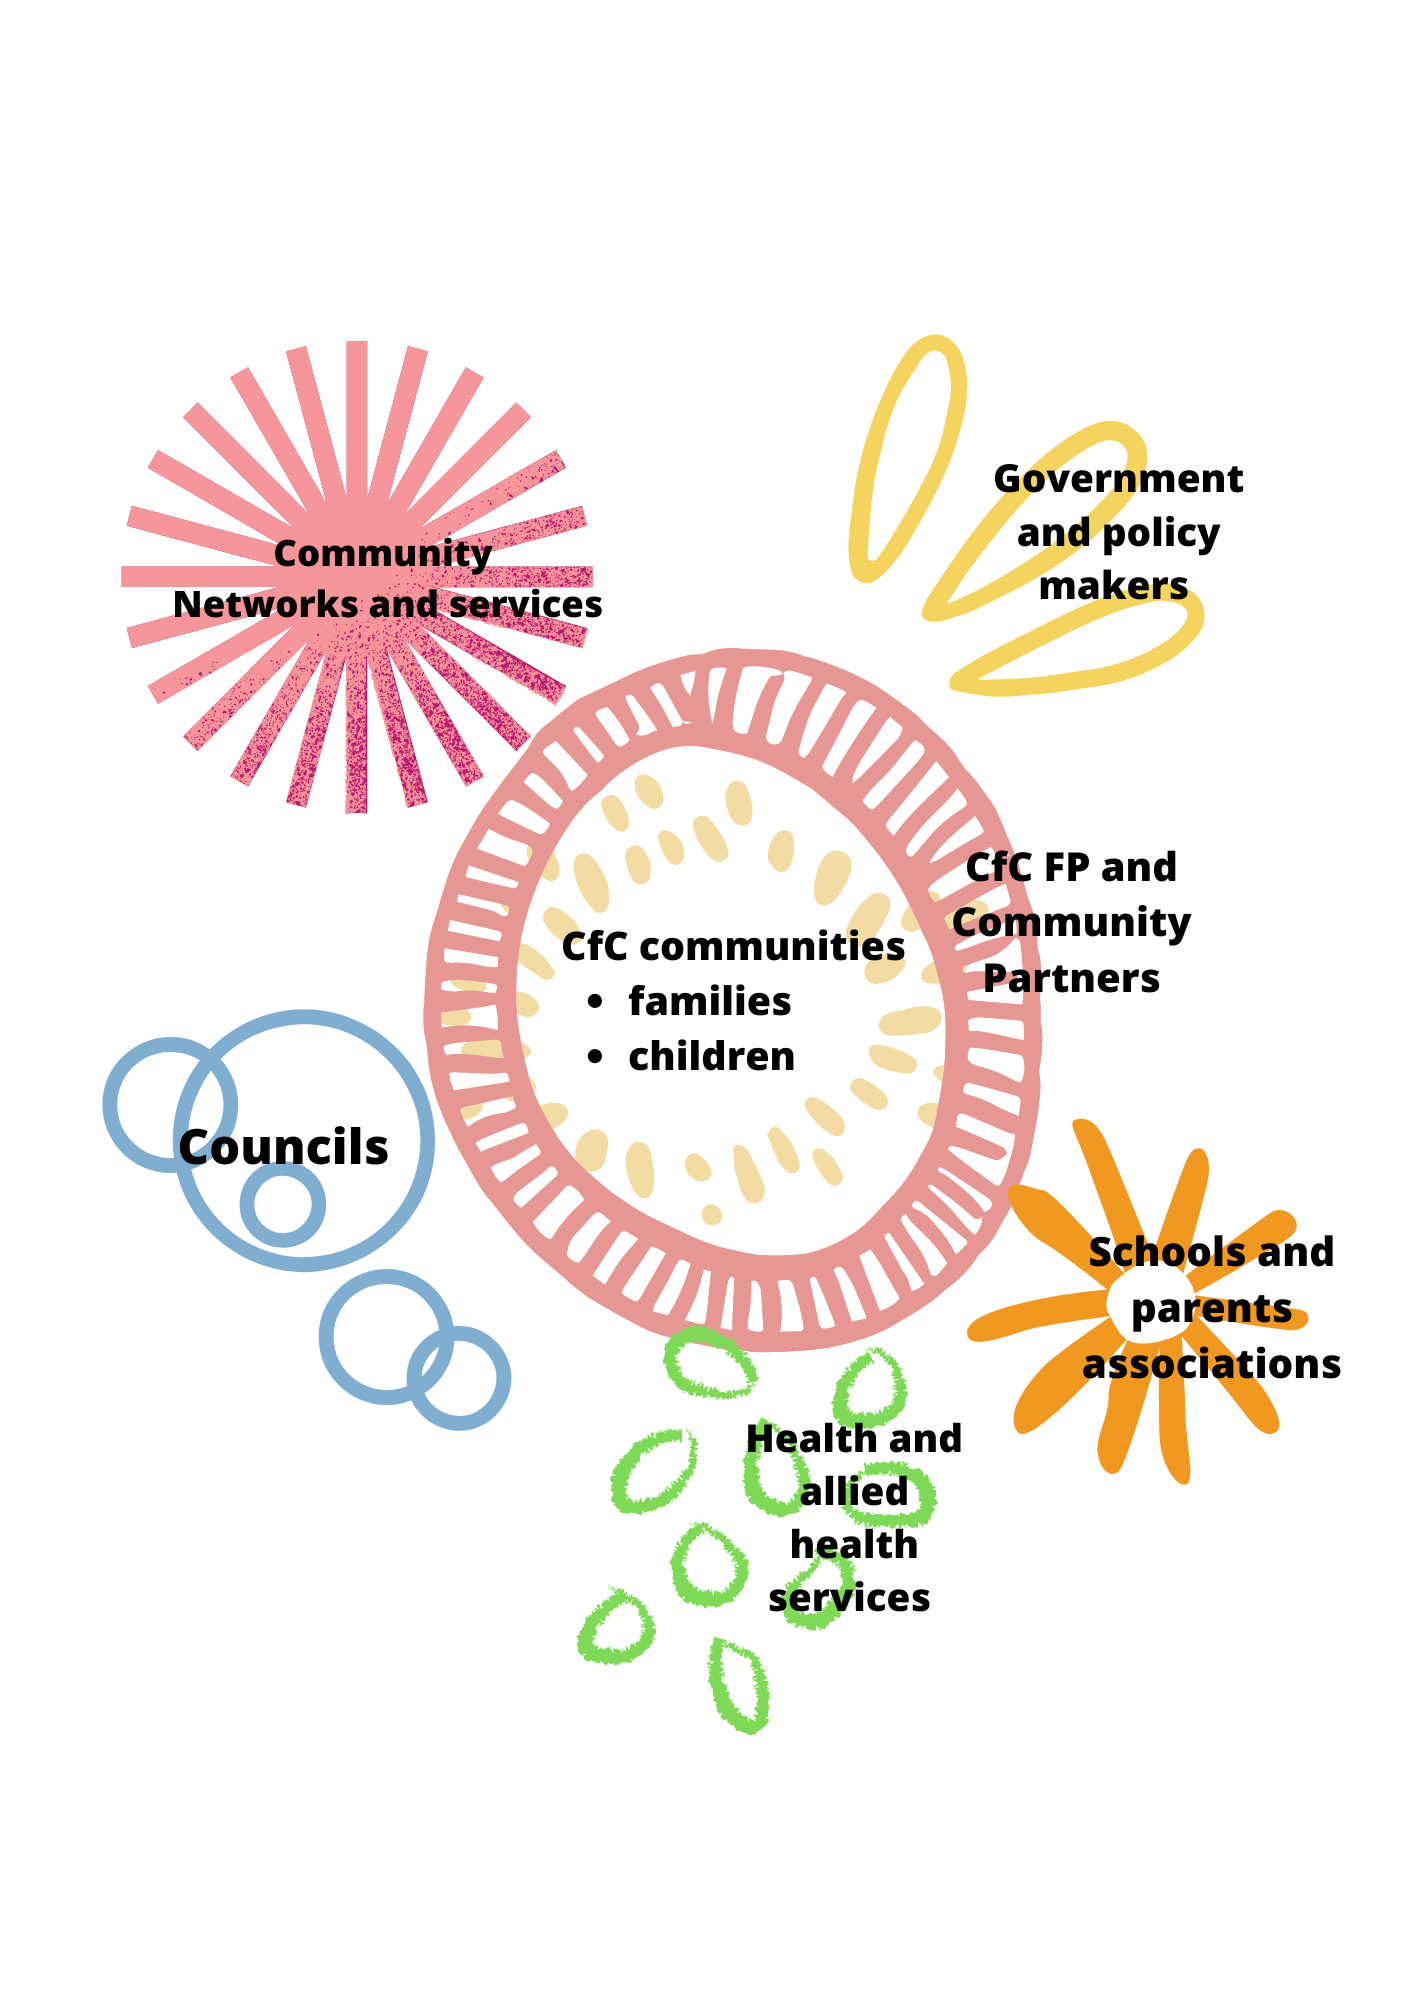 Government
and policy
makers
Community
Networks and services
CfC FP and
Community
Partners
CfC communities
• families
• children
Councils
Schools and
parents
associations
Health and
allied
health
services